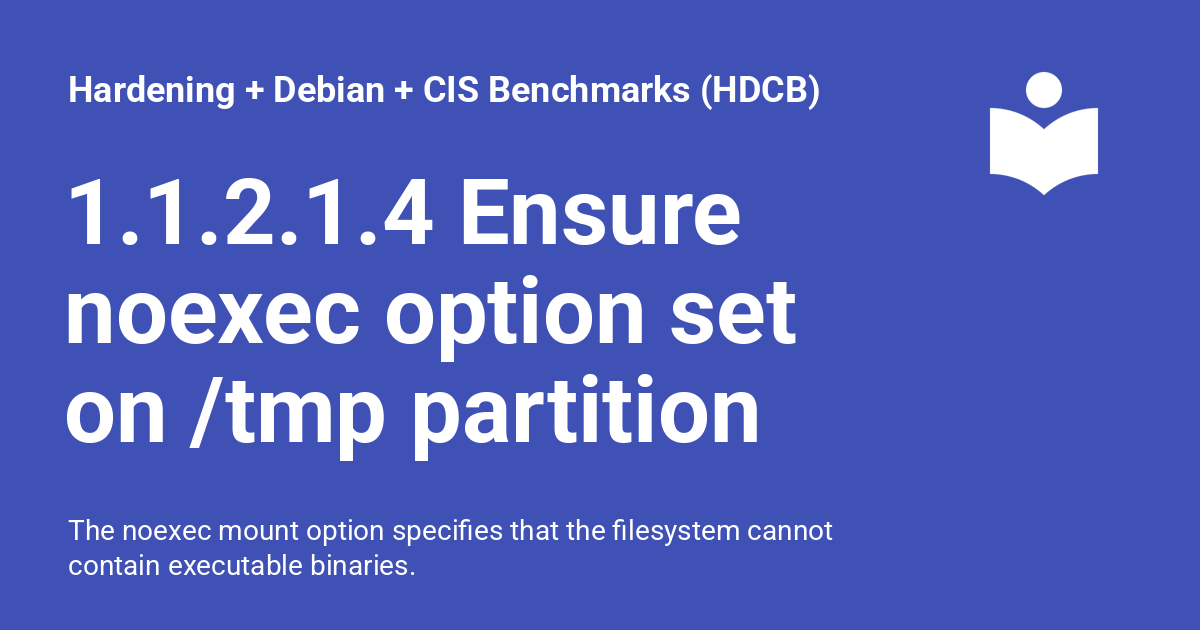 Hardening + Debian + CIS Benchmarks (HDCB)
1.1.2.1.4 Ensure
noexec option set
on /tmp partition
The noexec mount option specifies that the filesystem cannot
contain executable binaries.